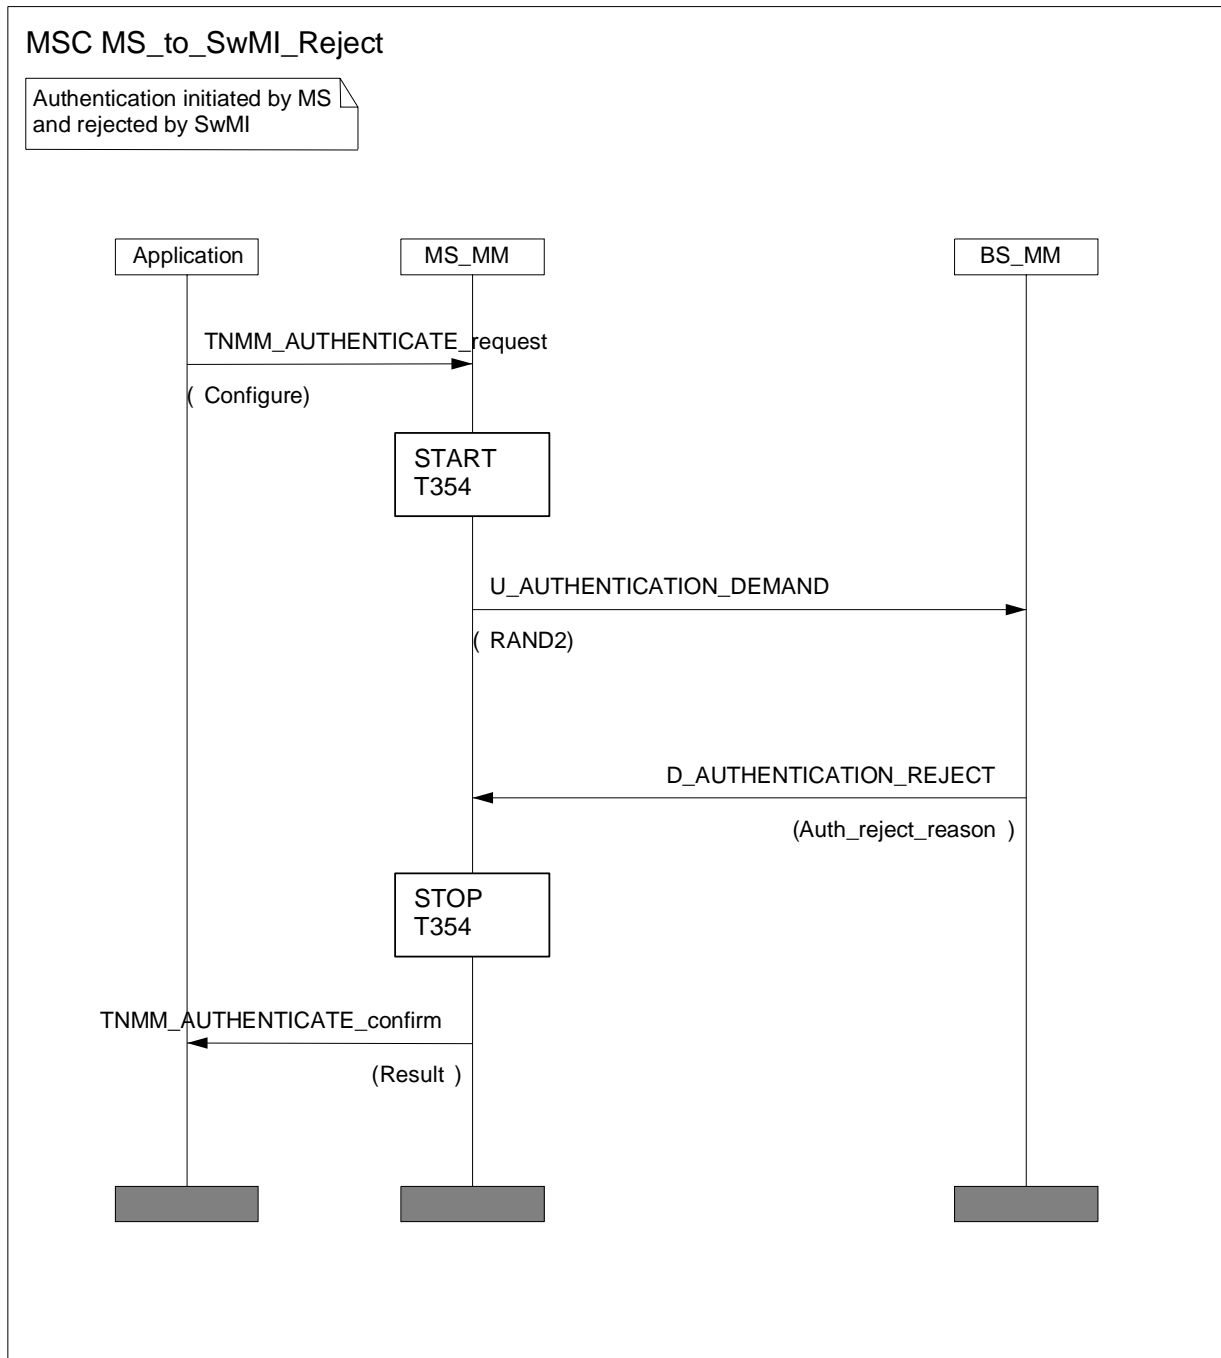 MSC MS_to_SwMI_Reject
Authentication initiated by MS
and rejected by SwMI
Application
MS_MM
BS_MM
TNMM_AUTHENTICATE_request
( Configure)
START
T354
U_AUTHENTICATION_DEMAND
( RAND2)
D_AUTHENTICATION_REJECT
(Auth_reject_reason )
STOP
T354
TNMM_AUTHENTICATE_confirm
(Result )